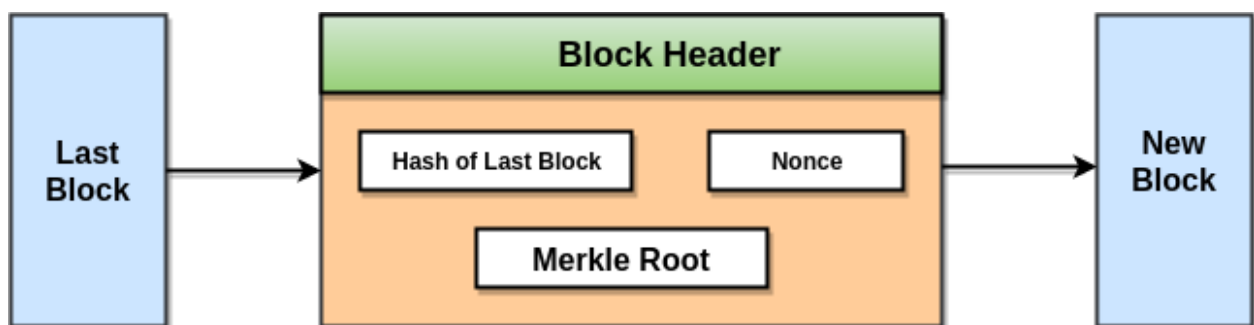 Block Header
Last
Block
Hash of Last Block
Nonce
Merkle Root
New
Block